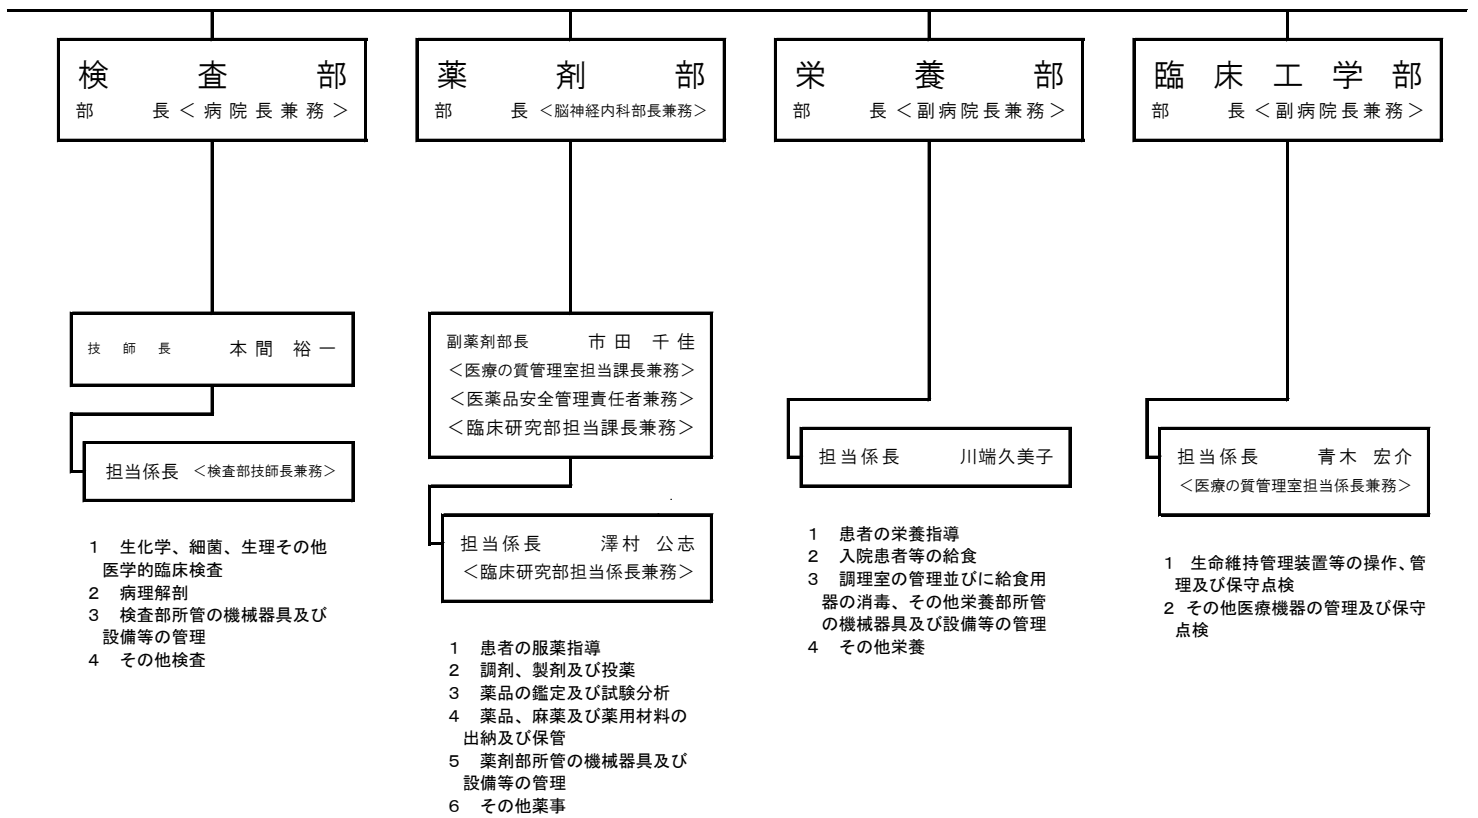 検査部
部長＜病院長兼務＞
技師長 本間 裕一
担当係長 ＜検査部技師長兼務＞
1 生化学、細菌、生理その他
医学的臨床検査
2 病理解剖
3 検査部所管の機械器具及び
設備等の管理
4 その他検査
薬剤部
部長＜脳神経内科部長兼務＞
副薬剤部長 市田 千佳
＜医療の質管理室担当課長兼務＞
＜医薬品安全管理責任者兼務＞
＜臨床研究部担当課長兼務＞
担当係長 澤村 公志
＜臨床研究部担当係長兼務＞
1 患者の服薬指導
2 調剤、製剤及び投薬
3 薬品の鑑定及び試験分析
4 薬品、麻薬及び薬用材料の
出納及び保管
5 薬剤部所管の機械器具及び
設備等の管理
6 その他薬事
栄養部
部長＜副病院長兼務＞
担当係長 川端久美子
1 患者の栄養指導
2 入院患者等の給食
3 調理室の管理並びに給食用
器の消毒、その他栄養部所管
の機械器具及び設備等の管理
4 その他栄養
臨床工学部
部長＜副病院長兼務＞
担当係長 青木 宏介
＜医療の質管理室担当係長兼務＞
1 生命維持管理装置等の操作、管
理及び保守点検
2 その他医療機器の管理及び保守
点検